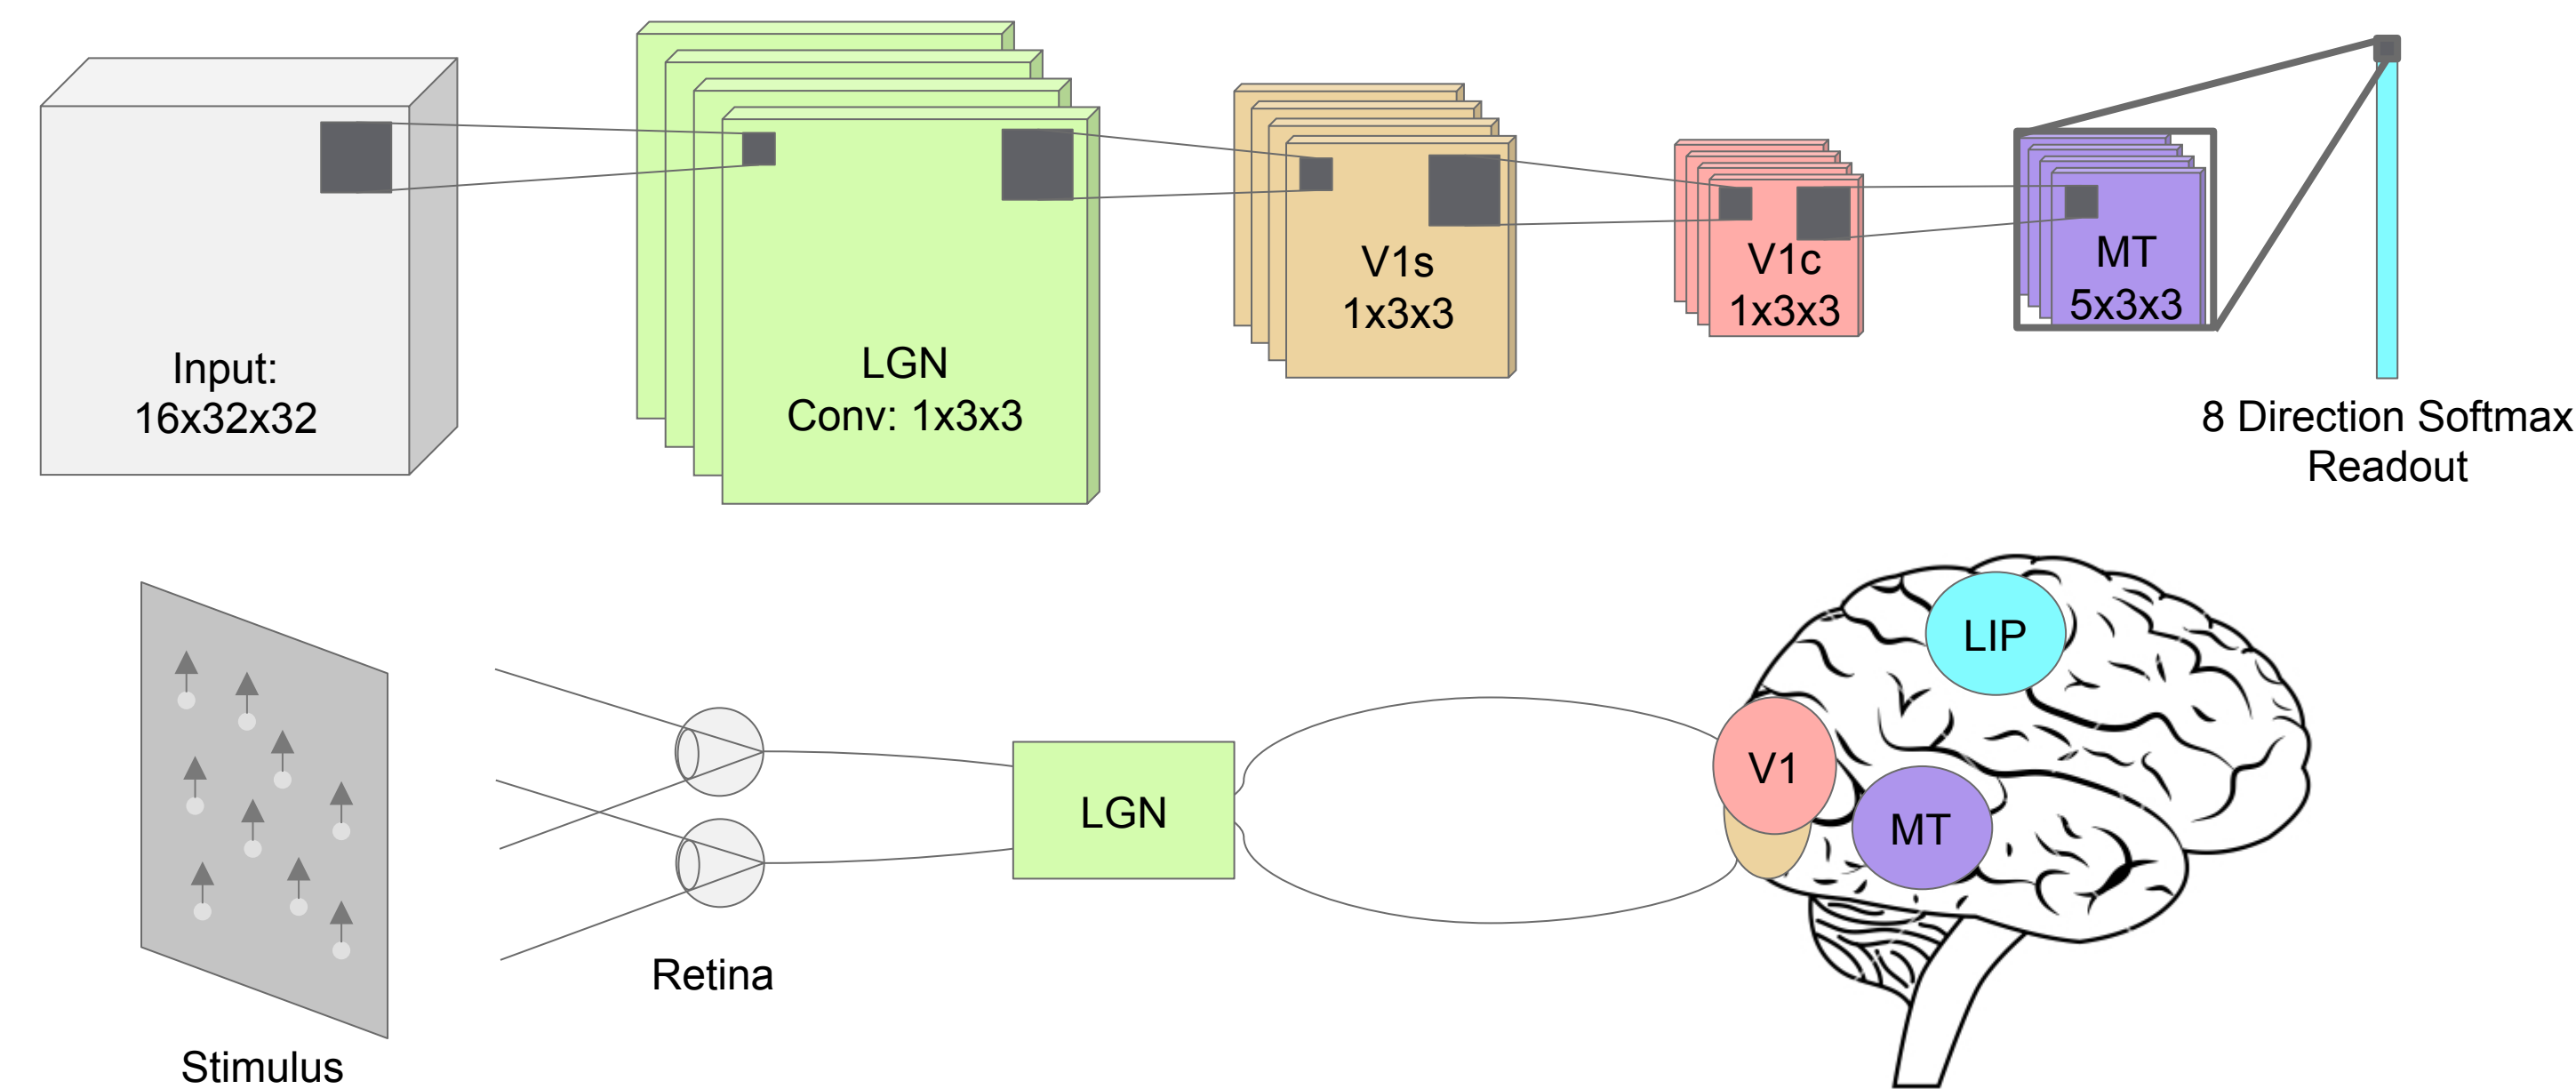 Input:
16x32x32
LGN
Conv: 1x3x3
V1s
1x3x3
V1c
1x3x3
MT
5x3x3
8 Direction Softmax
Readout
Stimulus
Retina
LGN
V1
MT
LIP